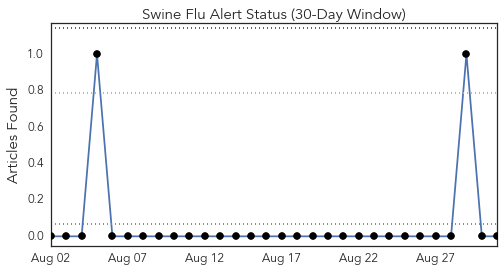 Swine Flu Alert Status (30-Day Window)
Articles Found
1.0
0.8
0.6
0.4
0.2
0.0
Aug 02
Aug 07
Aug 12
Aug 17
Aug 22
Aug 27